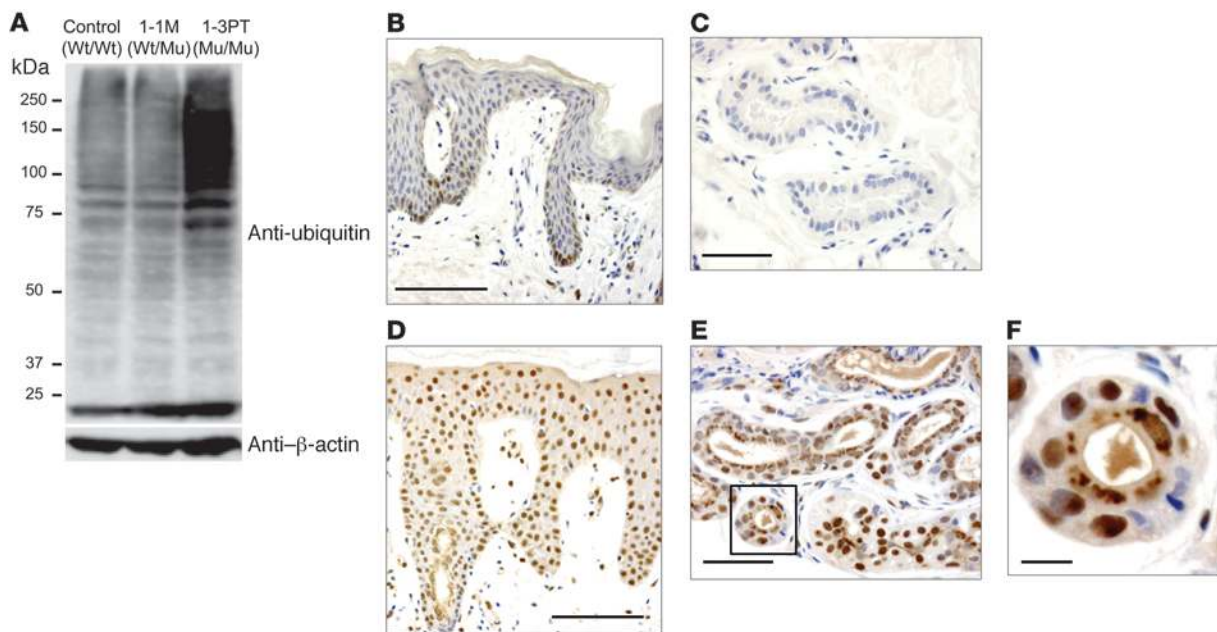 A
Control 1-1M 1-3PT
(Wt/Wt) (Wt/Mu) (Mu/Mu)
kDa
250
150
100
75
50
37
25
Anti-ubiquitin
Anti–β-actin
B
C
D
E
F